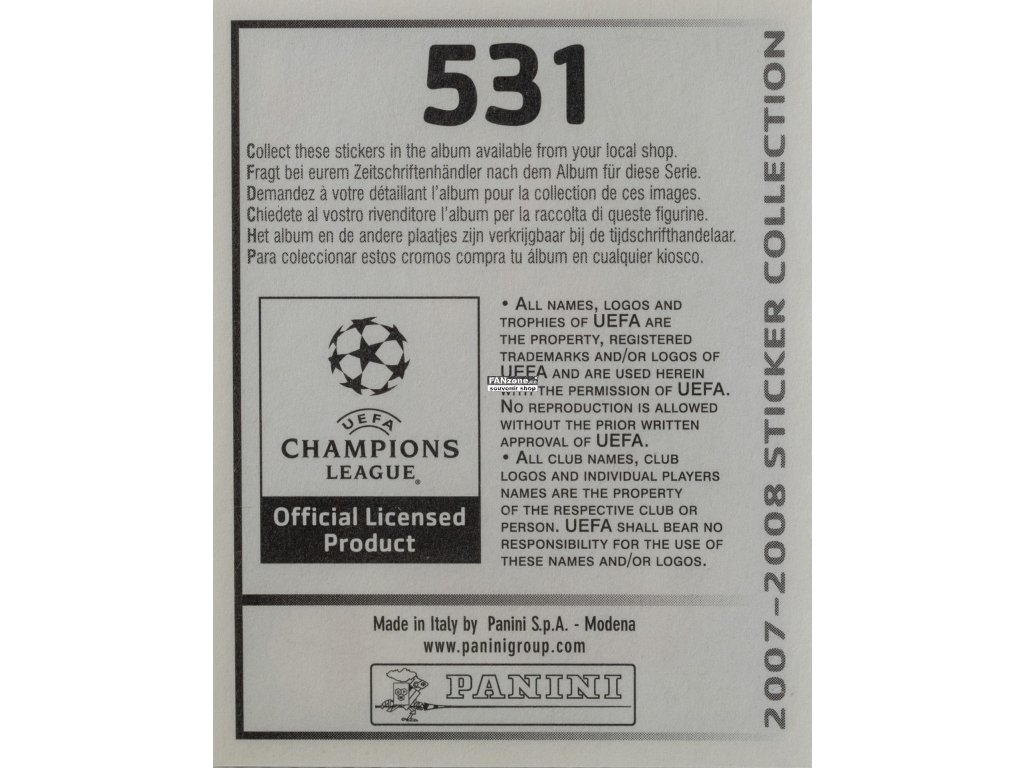 531
Collect these stickers in the album available from your local shop.
Fragt bei eurem Zeitschriftenhändler nach dem Album für diese Serie.
Demandez à votre détaillant l'album pour la collection de ces images.
Chiedete al vostro rivenditore l'album per la raccolta di queste figurine.
Het album en de andere plaatjes zijn verkrijgbaar bij de tijdschrifthandelaar.
Para coleccionar estos cromos compra tu álbum en cualquier kiosco.
UEFA
CHAMPIONS
LEAGUE®
Official Licensed
Product
• ALL NAMES, LOGOS AND
TROPHIES OF UEFA ARE
THE PROPERTY, REGISTERED
TRADEMARKS AND/OR LOGOS OF
UEFA AND ARE USED HEREIN
WITH THE PERMISSION OF UEFA.
NO REPRODUCTION IS ALLOWED
WITHOUT THE PRIOR WRITTEN
APPROVAL OF UEFA.
• ALL CLUB NAMES, CLUB
LOGOS AND INDIVIDUAL PLAYERS
NAMES ARE THE PROPERTY
OF THE RESPECTIVE CLUB OR
PERSON. UEFA SHALL BEAR NO
RESPONSIBILITY FOR THE USE OF
THESE NAMES AND/OR LOGOS.
FANzone.cz
souvenir shop
Made in Italy by Panini S.p.A. - Modena
www.paninigroup.com
PANINI
2007-2008 STICKER COLLECTION